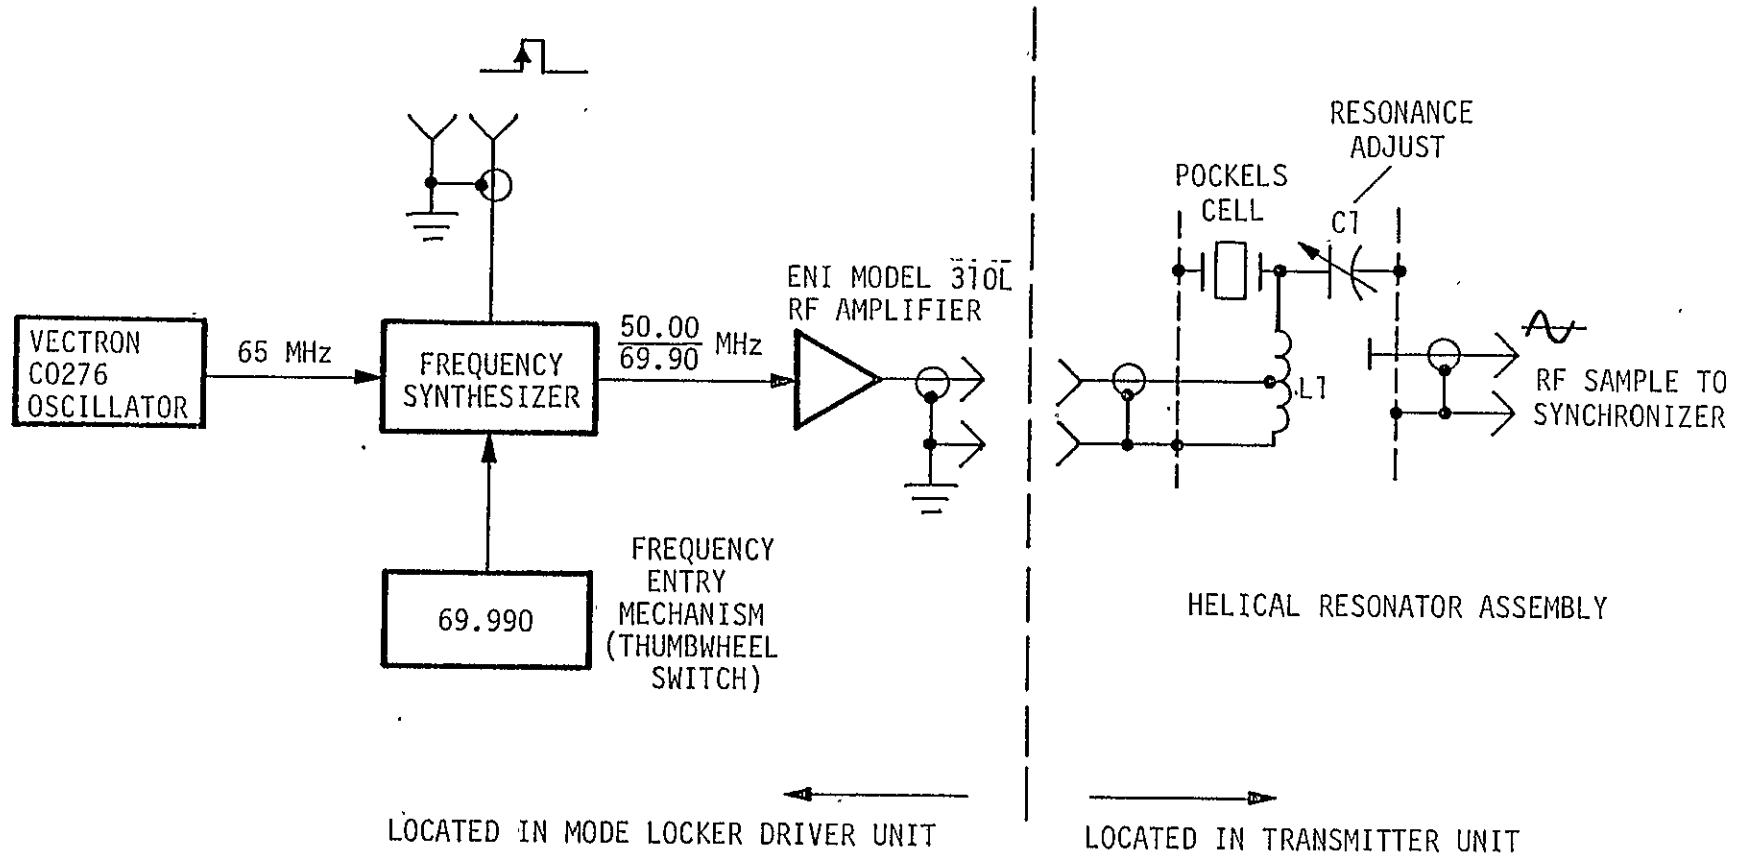 VECTRON
CO276
OSCILLATOR
65 MHz
FREQUENCY
SYNTHESIZER
50.00
69.90
MHz
ENI MODEL 310L
RF AMPLIFIER
69.990
FREQUENCY
ENTRY
MECHANISM
(THUMBWHEEL
SWITCH)
RESONANCE
ADJUST
POCKELS
CELL
C1
L1
RF SAMPLE TO
SYNCHRONIZER
HELICAL RESONATOR ASSEMBLY
LOCATED IN MODE LOCKER DRIVER UNIT
LOCATED IN TRANSMITTER UNIT